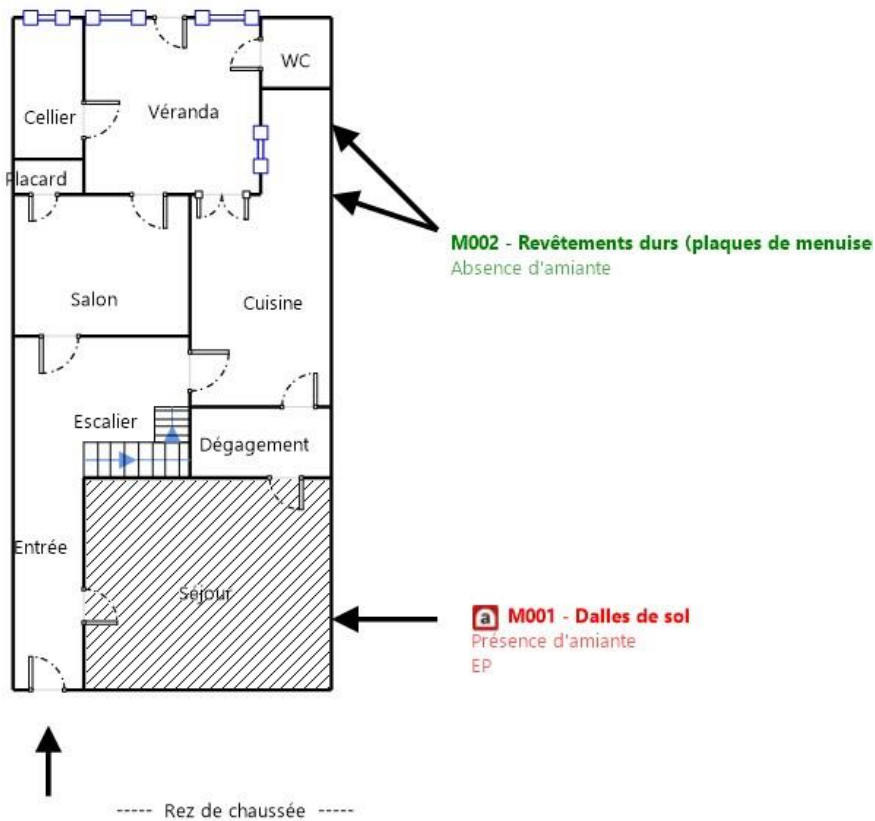 WC
Cellier
Véranda
Placard
M002 - Revêtements durs (plaques de menuise
Absence d'amiante
Salon
Cuisine
Escalier
Dégagement
Entrée
Séjour
a M001 - Dalles de sol
Présence d'amiante
EP
----- Rez de chaussée -----